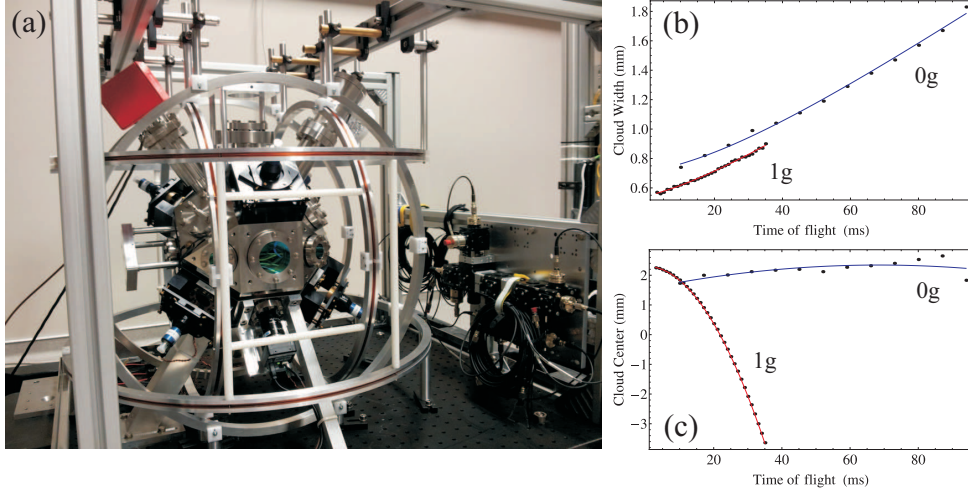 (a)
(b)
1.8
1.6
1.4
1.2
1.0
0.8
0.6
Cloud Width (mm)
0g
1g
20
40
60
80
Time of flight (ms)
2
1
0
−1
−2
−3
Cloud Center (mm)
0g
1g
(c)
20
40
60
80
Time of flight (ms)